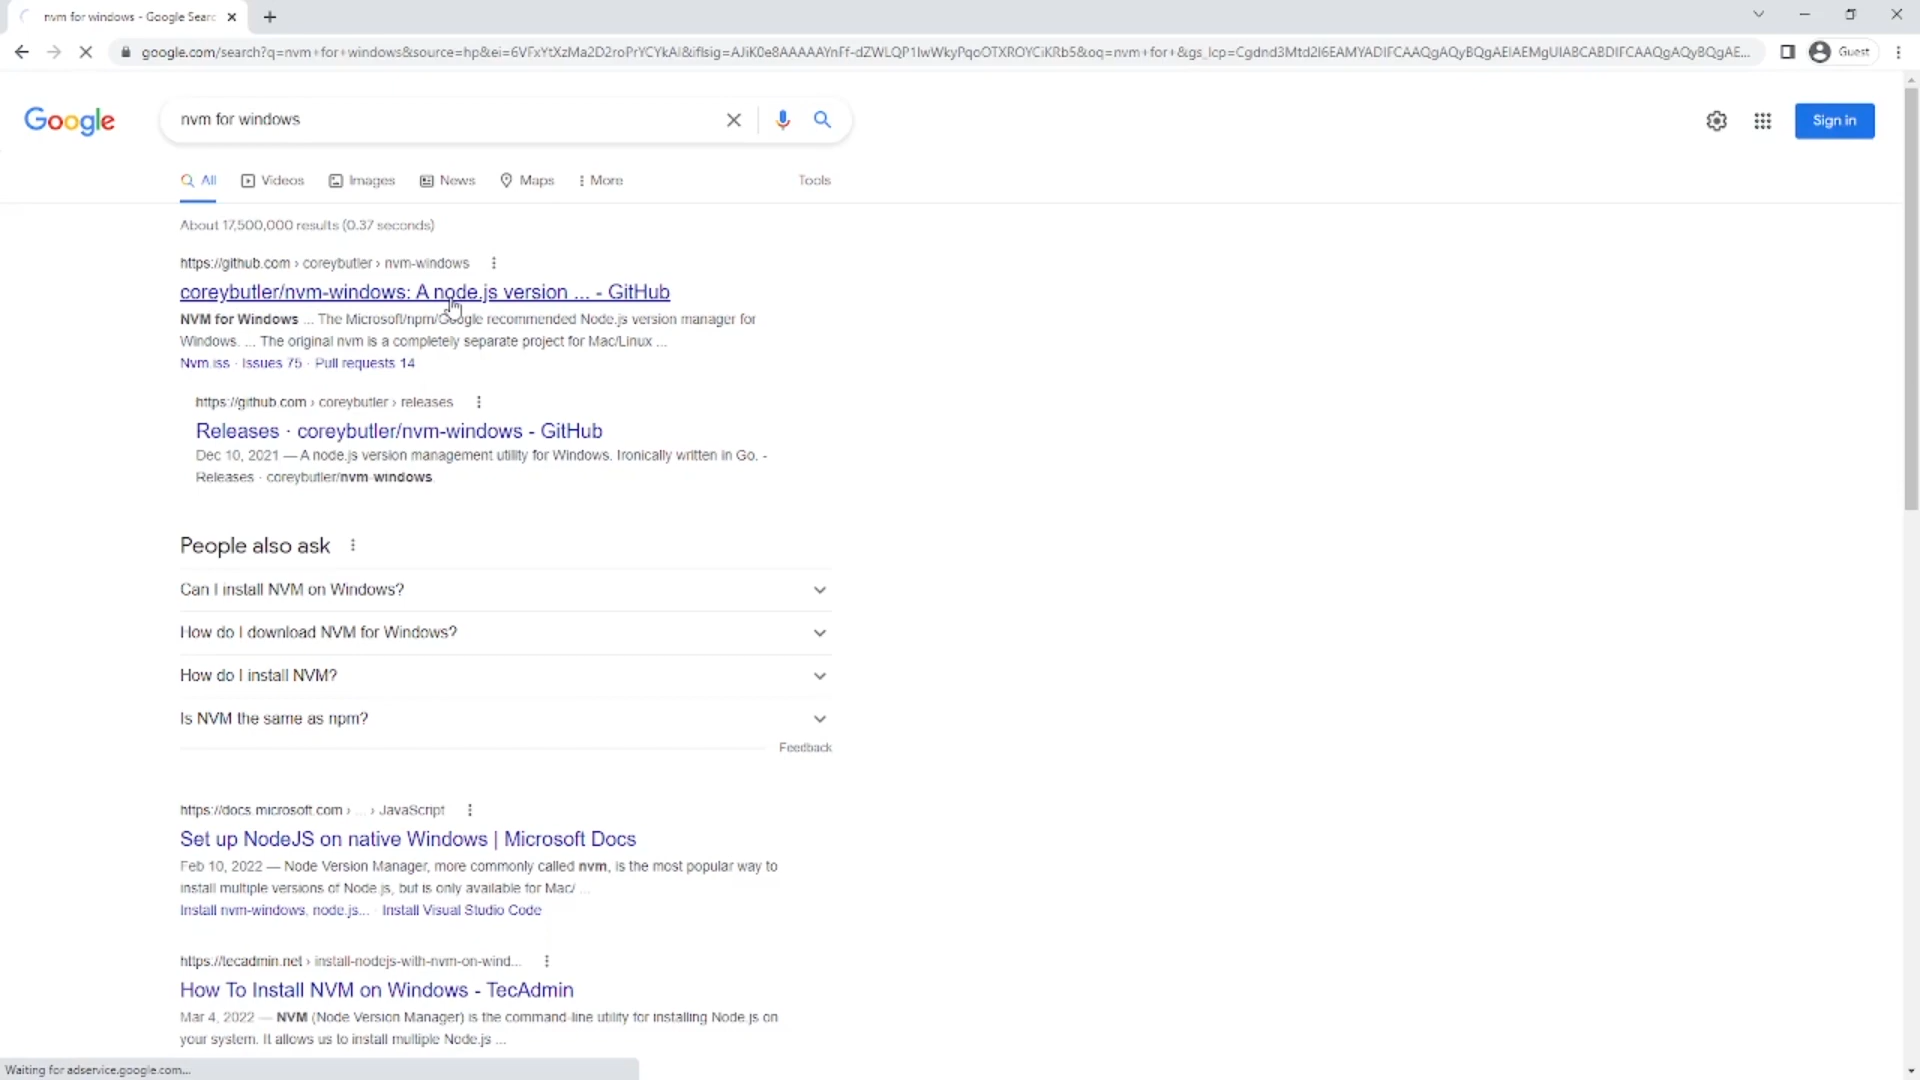 nvm for windows - Google Searc
google.com/search?q=nvm+for+windows&source=hp&ei=6VFxYtXzMa2D2roPrYCYkAI&iflsig=AJiK0e8AAAAAYnFf-dZWLQP1IwWkyPqoOTXROYCiKRb5&oq=nvm+for+&gs_lcp=Cgdnd3Mtd2l6EAMYADIFCAAQgAQyBQgAEIAEMgUIABCABDIFCAAQgAQyBQgAE...
Guest
Google
nvm for windows
Sign in
All Videos Images News Maps More Tools
About 17,500,000 results (0.37 seconds)
https://github.com › coreybutler › nvm-windows
coreybutler/nvm-windows: A node.js version ... - GitHub
NVM for Windows ... The Microsoft/npm/Google recommended Node.js version manager for
Windows. ... The original nvm is a completely separate project for Mac/Linux ...
Nvm.iss · Issues 75 · Pull requests 14
https://github.com › coreybutler › releases
Releases · coreybutler/nvm-windows - GitHub
Dec 10, 2021 — A node.js version management utility for Windows. Ironically written in Go. -
Releases · coreybutler/nvm-windows.
People also ask
Can I install NVM on Windows?
How do I download NVM for Windows?
How do I install NVM?
Is NVM the same as npm?
Feedback
https://docs.microsoft.com › ... › JavaScript
Set up NodeJS on native Windows | Microsoft Docs
Feb 10, 2022 — Node Version Manager, more commonly called nvm, is the most popular way to
install multiple versions of Node.js, but is only available for Mac/ ...
Install nvm-windows, node.js... · Install Visual Studio Code
https://tecadmin.net › install-nodejs-with-nvm-on-wind...
How To Install NVM on Windows - TecAdmin
Mar 4, 2022 — NVM (Node Version Manager) is the command-line utility for installing Node.js on
your system. It allows us to install multiple Node.js ...
Waiting for adservice.google.com...